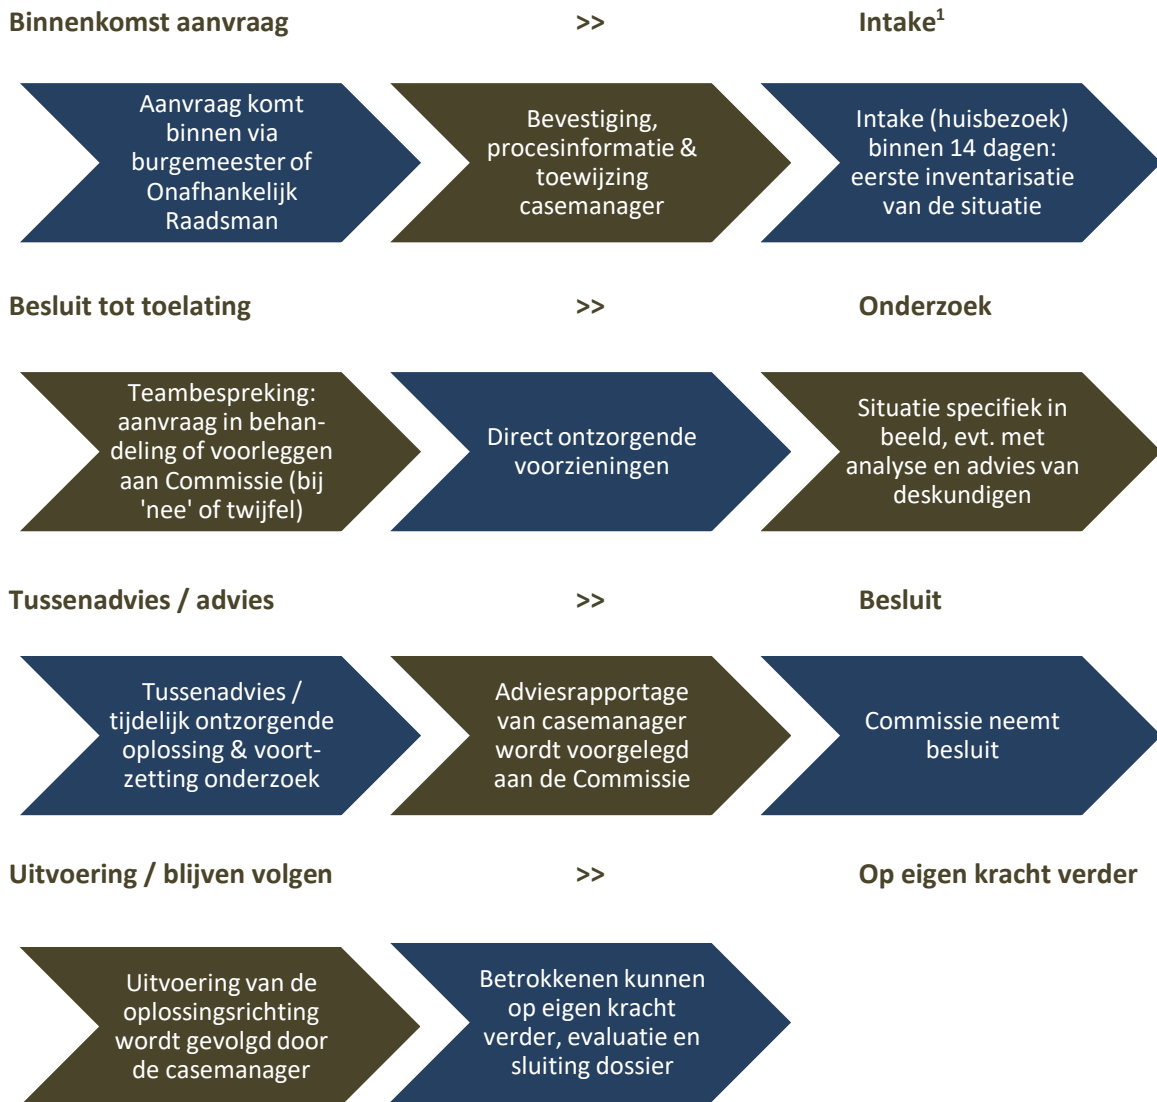 Binnenkomst aanvraag >> Intake¹
Aanvraag komt
binnen via
burgemeester of
Onafhankelijk
Raadsman
Bevestiging,
procesinformatie &
toewijzing
casemanager
Intake (huisbezoek)
binnen 14 dagen:
eerste inventarisatie
van de situatie
Besluit tot toelating >> Onderzoek
Teambespreking:
aanvraag in behan-
deling of voorleggen
aan Commissie (bij
'nee' of twijfel)
Direct ontzorgende
voorzieningen
Situatie specifiek in
beeld, evt. met
analyse en advies van
deskundigen
Tussenadvies / advies >> Besluit
Tussenadvies /
tijdelijk ontzorgende
oplossing & voort-
zetting onderzoek
Adviesrapportage
van casemanager
wordt voorgelegd
aan de Commissie
Commissie neemt
besluit
Uitvoering / blijven volgen >> Op eigen kracht verder
Uitvoering van de
oplossingsrichting
wordt gevolgd door
de casemanager
Betrokkenen kunnen
op eigen kracht
verder, evaluatie en
sluiting dossier